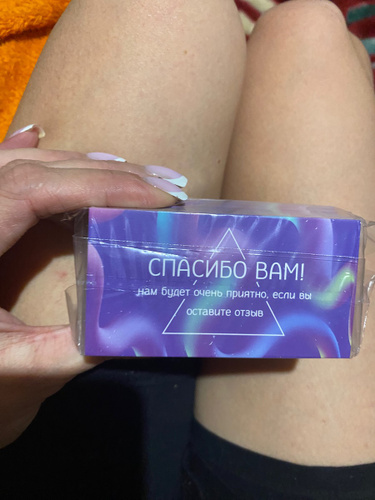 СПАСИБО ВАМ!
нам будет очень приятно, если вы
оставите отзыв